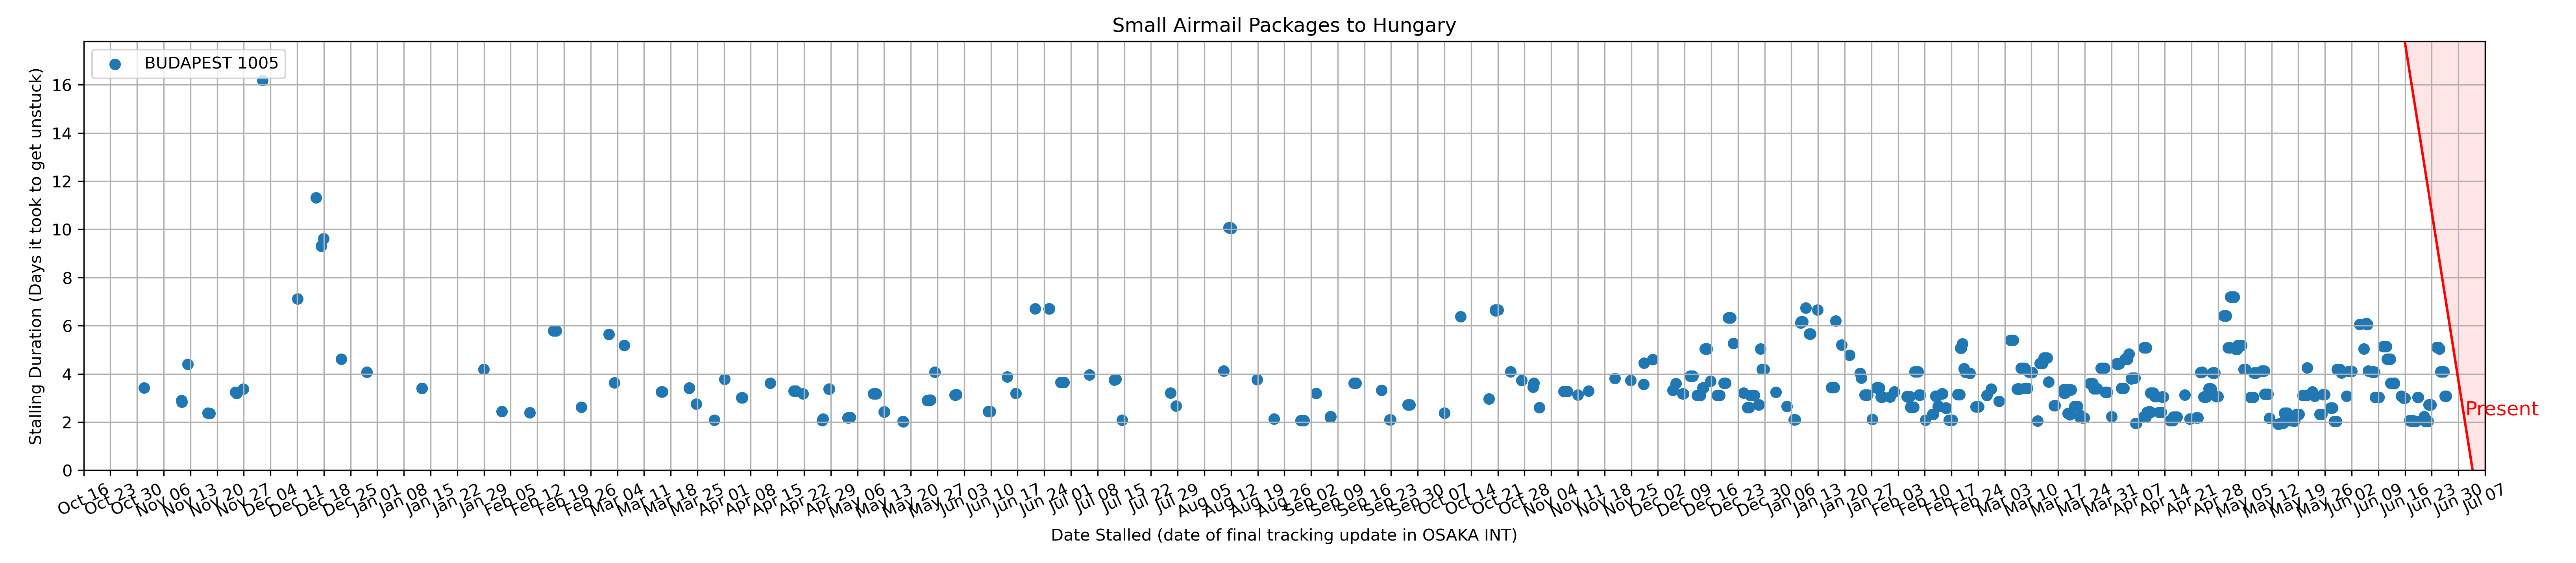 Small Airmail Packages to Hungary
BUDAPEST 1005
Stalling Duration (Days it took to get unstuck)
16
14
12
10
8
6
4
2
0
Present
Oct 16 Oct 23 Oct 30 Nov 06 Nov 13 Nov 20 Nov 27 Dec 04 Dec 11 Dec 18 Dec 25 Jan 01 Jan 08 Jan 15 Jan 22 Jan 29 Feb 05 Feb 12 Feb 19 Feb 26 Mar 04 Mar 11 Mar 18 Mar 25 Apr 01 Apr 08 Apr 15 Apr 22 Apr 29 May 06 May 13 May 20 May 27 Jun 03 Jun 10 Jun 17 Jun 24 Jul 01 Jul 08 Jul 15 Jul 22 Jul 29 Aug 05 Aug 12 Aug 19 Aug 26 Sep 02 Sep 09 Sep 16 Sep 23 Sep 30 Oct 07 Oct 14 Oct 21 Oct 28 Nov 04 Nov 11 Nov 18 Nov 25 Dec 02 Dec 09 Dec 16 Dec 23 Dec 30 Jan 06 Jan 13 Jan 20 Jan 27 Feb 03 Feb 10 Feb 17 Feb 24 Mar 03 Mar 10 Mar 17 Mar 24 Mar 31 Apr 07 Apr 14 Apr 21 Apr 28 May 05 May 12 May 19 May 26 Jun 02 Jun 09 Jun 16 Jun 23 Jun 30 Jul 07
Date Stalled (date of final tracking update in OSAKA INT)